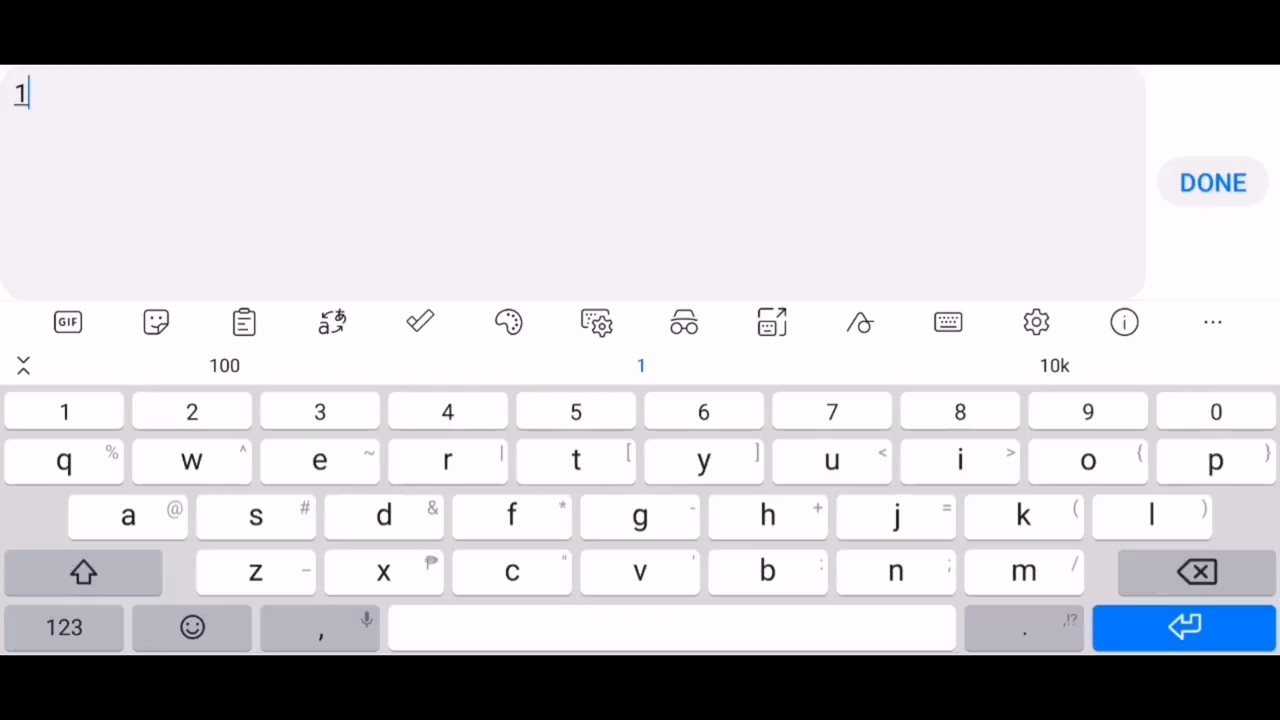 1
DONE
GIF
100 1 10k
1 2 3 4 5 6 7 8 9 0
q % w ^ e ~ r | t [ y ] u < i > o { p }
a @ s # d & f * g - h + j = k ( l )
z _ x ₱ c " v ' b : n ; m /
123 , . ,!?